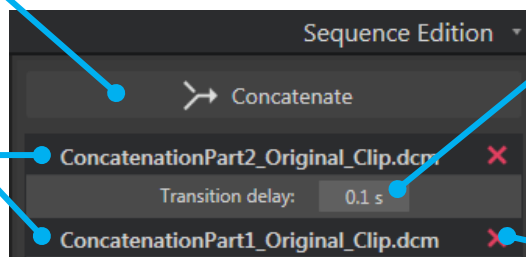 Sequence Edition
Concatenate
ConcatenationPart2_Original_Clip.dcm
Transition delay: 0.1 s
ConcatenationPart1_Original_Clip.dcm